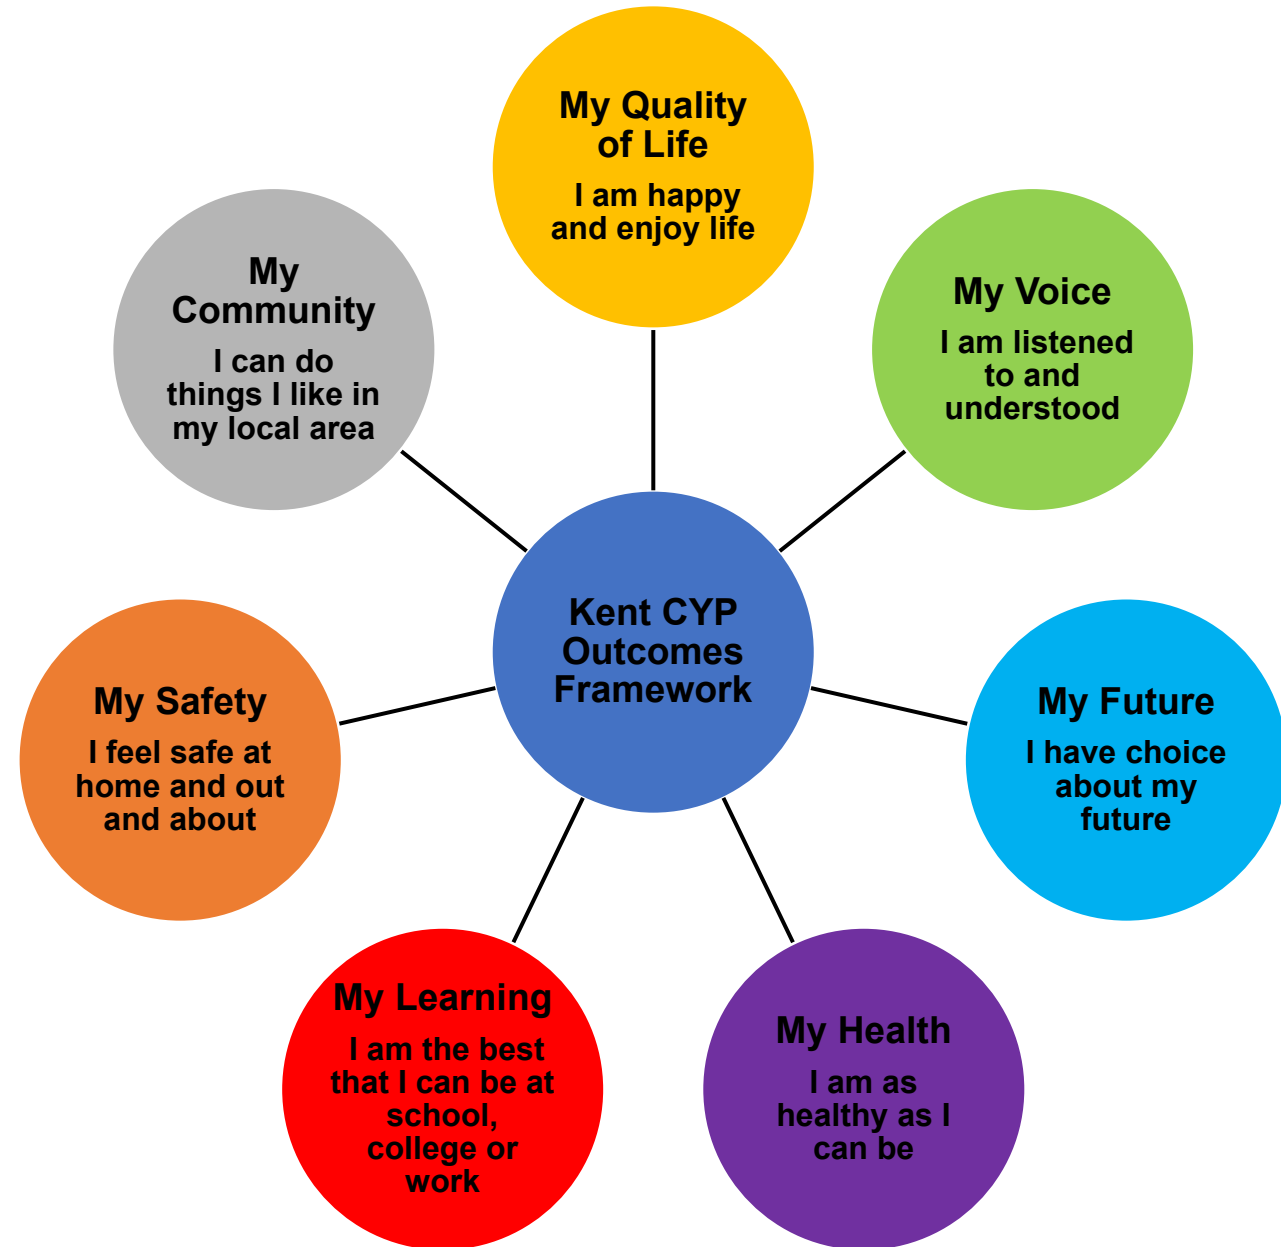 My Quality
of Life
I am happy
and enjoy life
My Voice
I am listened
to and
understood
My Future
I have choice
about my
future
My Health
I am as
healthy as I
can be
My Learning
I am the best
that I can be at
school,
college or
work
My Safety
I feel safe at
home and out
and about
My
Community
I can do
things I like in
my local area
Kent CYP
Outcomes
Framework